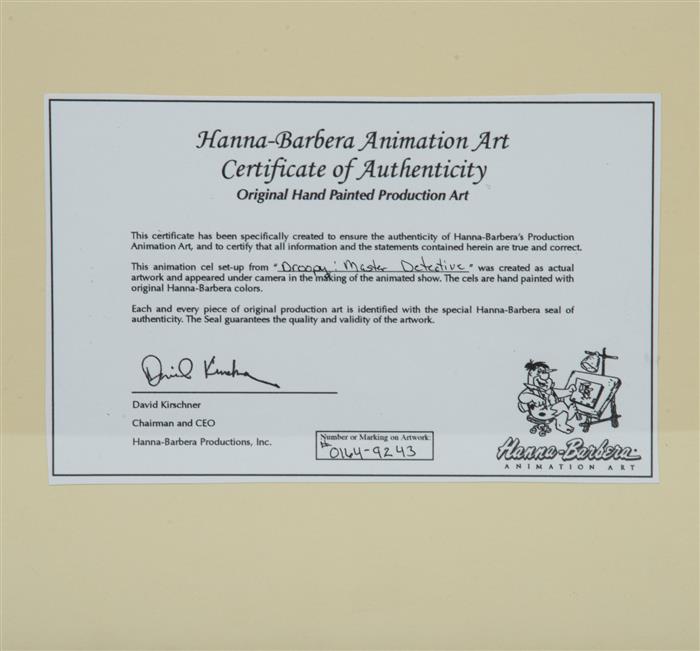 Hanna-Barbera Animation Art
Certificate of Authenticity
Original Hand Painted Production Art
This certificate has been specifically created to ensure the authenticity of Hanna-Barbera's Production
Animation Art, and to certify that all information and the statements contained herein are true and correct.
This animation cel set-up from "Droopy: Master Detective" was created as actual
artwork and appeared under camera in the making of the animated show. The cels are hand painted with
original Hanna-Barbera colors.
Each and every piece of original production art is identified with the special Hanna-Barbera seal of
authenticity. The Seal guarantees the quality and validity of the artwork.
David Kirschner
David Kirschner
Chairman and CEO
Hanna-Barbera Productions, Inc.
Number or Marking on Artwork:
#0164-9243
Hanna-Barbera
ANIMATION ART